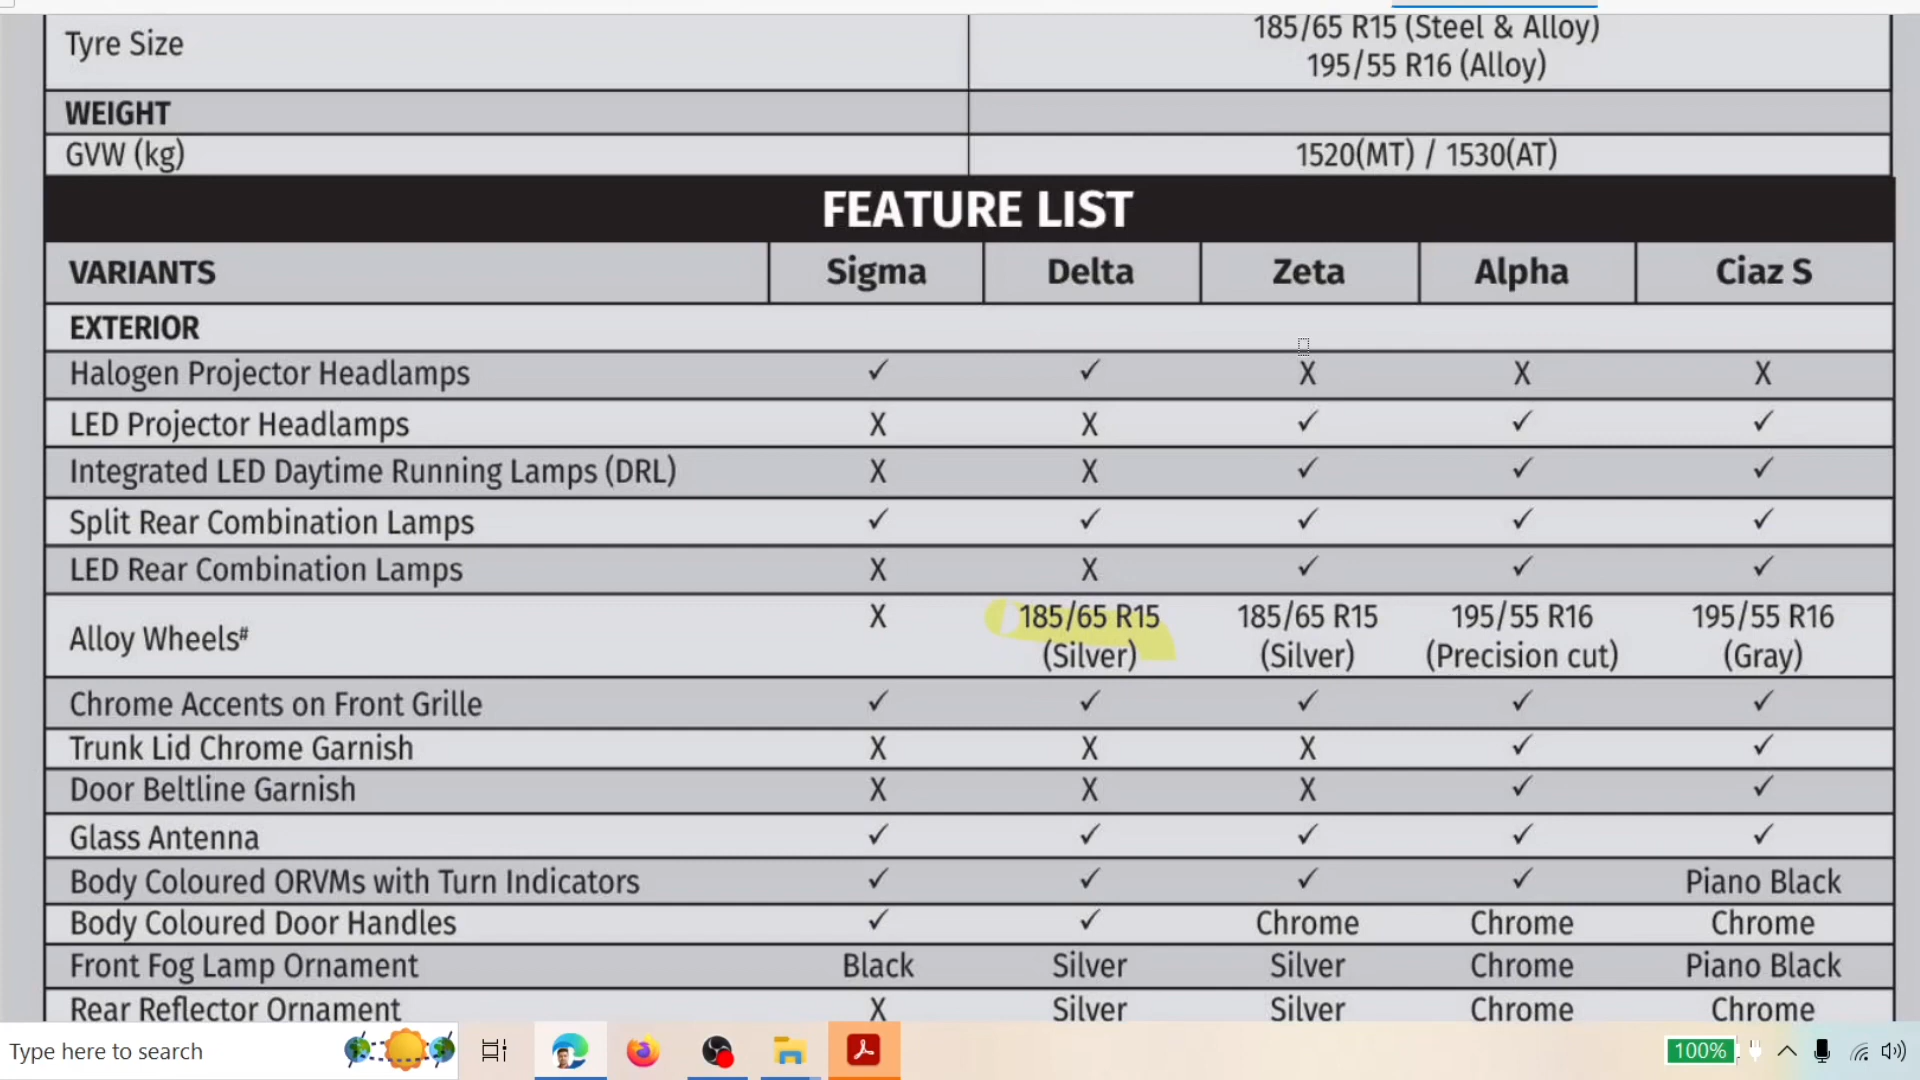 Tyre Size 185/65 R15 (Steel & Alloy)
195/55 R16 (Alloy)
WEIGHT
GVW (kg) 1520(MT) / 1530(AT)
FEATURE LIST
VARIANTS Sigma Delta Zeta Alpha Ciaz S
EXTERIOR
Halogen Projector Headlamps ✓ ✓ X X X
LED Projector Headlamps X X ✓ ✓ ✓
Integrated LED Daytime Running Lamps (DRL) X X ✓ ✓ ✓
Split Rear Combination Lamps ✓ ✓ ✓ ✓ ✓
LED Rear Combination Lamps X X ✓ ✓ ✓
Alloy Wheels# X 185/65 R15 185/65 R15 195/55 R16 195/55 R16
(Silver) (Silver) (Precision cut) (Gray)
Chrome Accents on Front Grille ✓ ✓ ✓ ✓ ✓
Trunk Lid Chrome Garnish X X X ✓ ✓
Door Beltline Garnish X X X ✓ ✓
Glass Antenna ✓ ✓ ✓ ✓ ✓
Body Coloured ORVMs with Turn Indicators ✓ ✓ ✓ ✓ Piano Black
Body Coloured Door Handles ✓ ✓ Chrome Chrome Chrome
Front Fog Lamp Ornament Black Silver Silver Chrome Piano Black
Rear Reflector Ornament X Silver Silver Chrome Chrome
Type here to search 100%